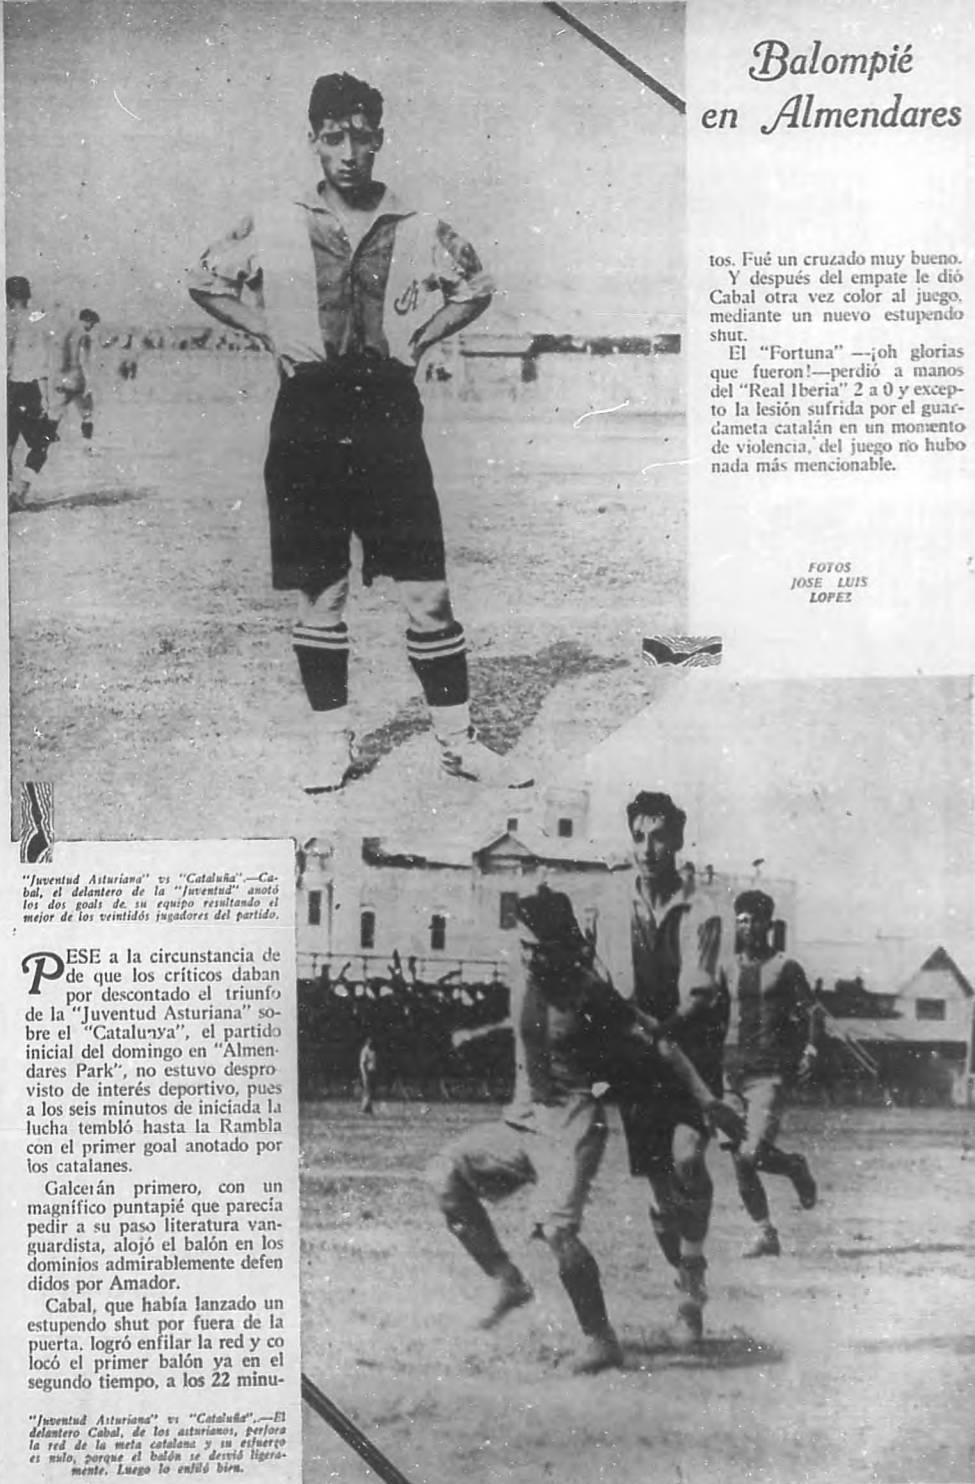 Balompié
en Almendares
"Juventud Asturiana" vs "Cataluña".—Ca-
bal, el delantero de la "Juventud" anotó
los dos goals de su equipo resultando el
mejor de los veintidós jugadores del partido.
PESE a la circunstancia de
de que los críticos daban
por descontado el triunfo
de la "Juventud Asturiana" so-
bre el "Catalunya", el partido
inicial del domingo en "Almen-
dares Park", no estuvo despro
visto de interés deportivo, pues
a los seis minutos de iniciada la
lucha tembló hasta la Rambla
con el primer goal anotado por
los catalanes.
Galcerán primero, con un
magnífico puntapié que parecía
pedir a su paso literatura van-
guardista, alojó el balón en los
dominios admirablemente defen
didos por Amador.
Cabal, que había lanzado un
estupendo shut por fuera de la
puerta, logró enfilar la red y co
locó el primer balón ya en el
segundo tiempo, a los 22 minu-
tos. Fué un cruzado muy bueno.
Y después del empate le dió
Cabal otra vez color al juego,
mediante un nuevo estupendo
shut.
El "Fortuna" —¡oh glorias
que fueron!—perdió a manos
del "Real Iberia" 2 a 0 y excep-
to la lesión sufrida por el guar-
dameta catalán en un momento
de violencia, del juego no hubo
nada más mencionable.
FOTOS
JOSE LUIS
LOPEZ
"Juventud Asturiana" vs "Cataluña".—El
delantero Cabal, de los asturianos, perfora
la red de la meta catalana y su esfuerzo
es nulo, porque el balón se desvió ligera-
mente. Luego lo enfiló bien.